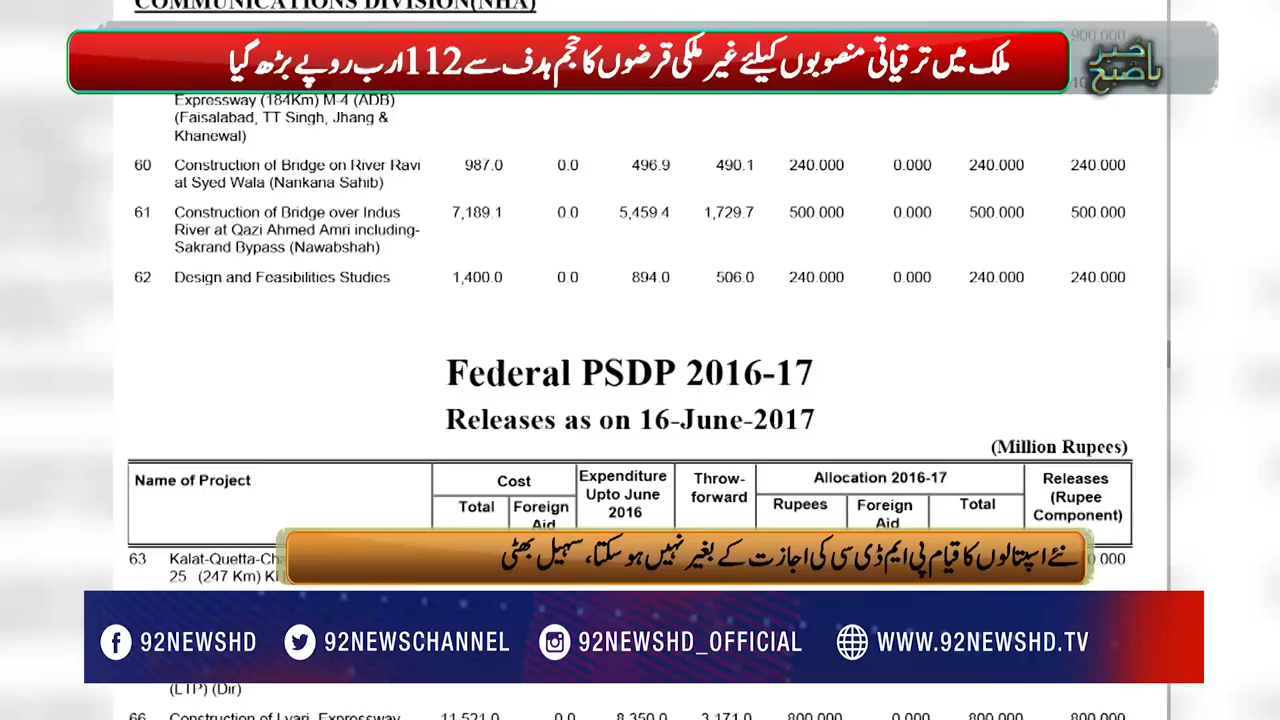 COMMUNICATIONS DIVISION(NHA)
900.000
ملک میں ترقیاتی منصوبوں کیلئے غیر ملکی قرضوں کا حجم ہدف سے 112 ارب روپے بڑھ گیا
باخبر صبح
Expressway (184Km) M-4 (ADB)
(Faisalabad, TT Singh, Jhang &
Khanewal)
60 Construction of Bridge on River Ravi 987.0 0.0 496.9 490.1 240.000 0.000 240.000 240.000
at Syed Wala (Nankana Sahib)
61 Construction of Bridge over Indus 7,189.1 0.0 5,459.4 1,729.7 500.000 0.000 500.000 500.000
River at Qazi Ahmed Amri including-
Sakrand Bypass (Nawabshah)
62 Design and Feasibilities Studies 1,400.0 0.0 894.0 506.0 240.000 0.000 240.000 240.000
Federal PSDP 2016-17
Releases as on 16-June-2017
(Million Rupees)
Name of Project Cost Expenditure Upto June 2016 Throw-forward Allocation 2016-17 Releases (Rupee Component)
Total Foreign Aid Rupees Foreign Aid Total
63 Kalat-Quetta-Cha
25 (247 Km) K
نئے اسپتالوں کا قیام پی ایم ڈی سی کی اجازت کے بغیر نہیں ہو سکتا، سہیل بھٹی
92NEWSHD 92NEWSCHANNEL 92NEWSHD_OFFICIAL WWW.92NEWSHD.TV
(LTP) (Dir)
66 Construction of Lyari Expressway 11,521.0 0.0 8,350.0 3,171.0 800.000 0.000 800.000 800.000